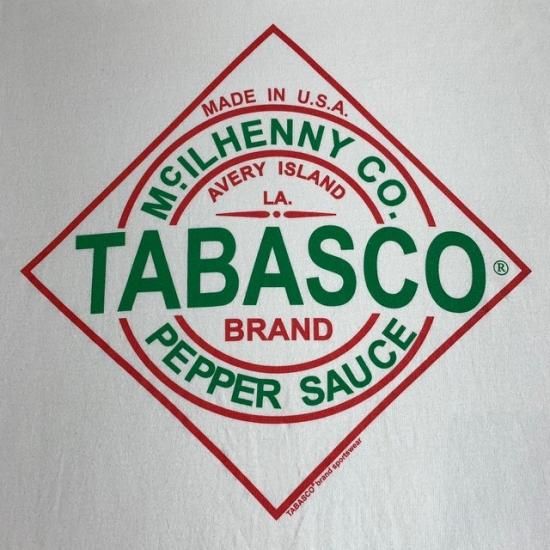 MADE IN U.S.A.
McILHENNY CO.
AVERY ISLAND
LA.
TABASCO®
BRAND
PEPPER SAUCE
TABASCO® brand sportswear